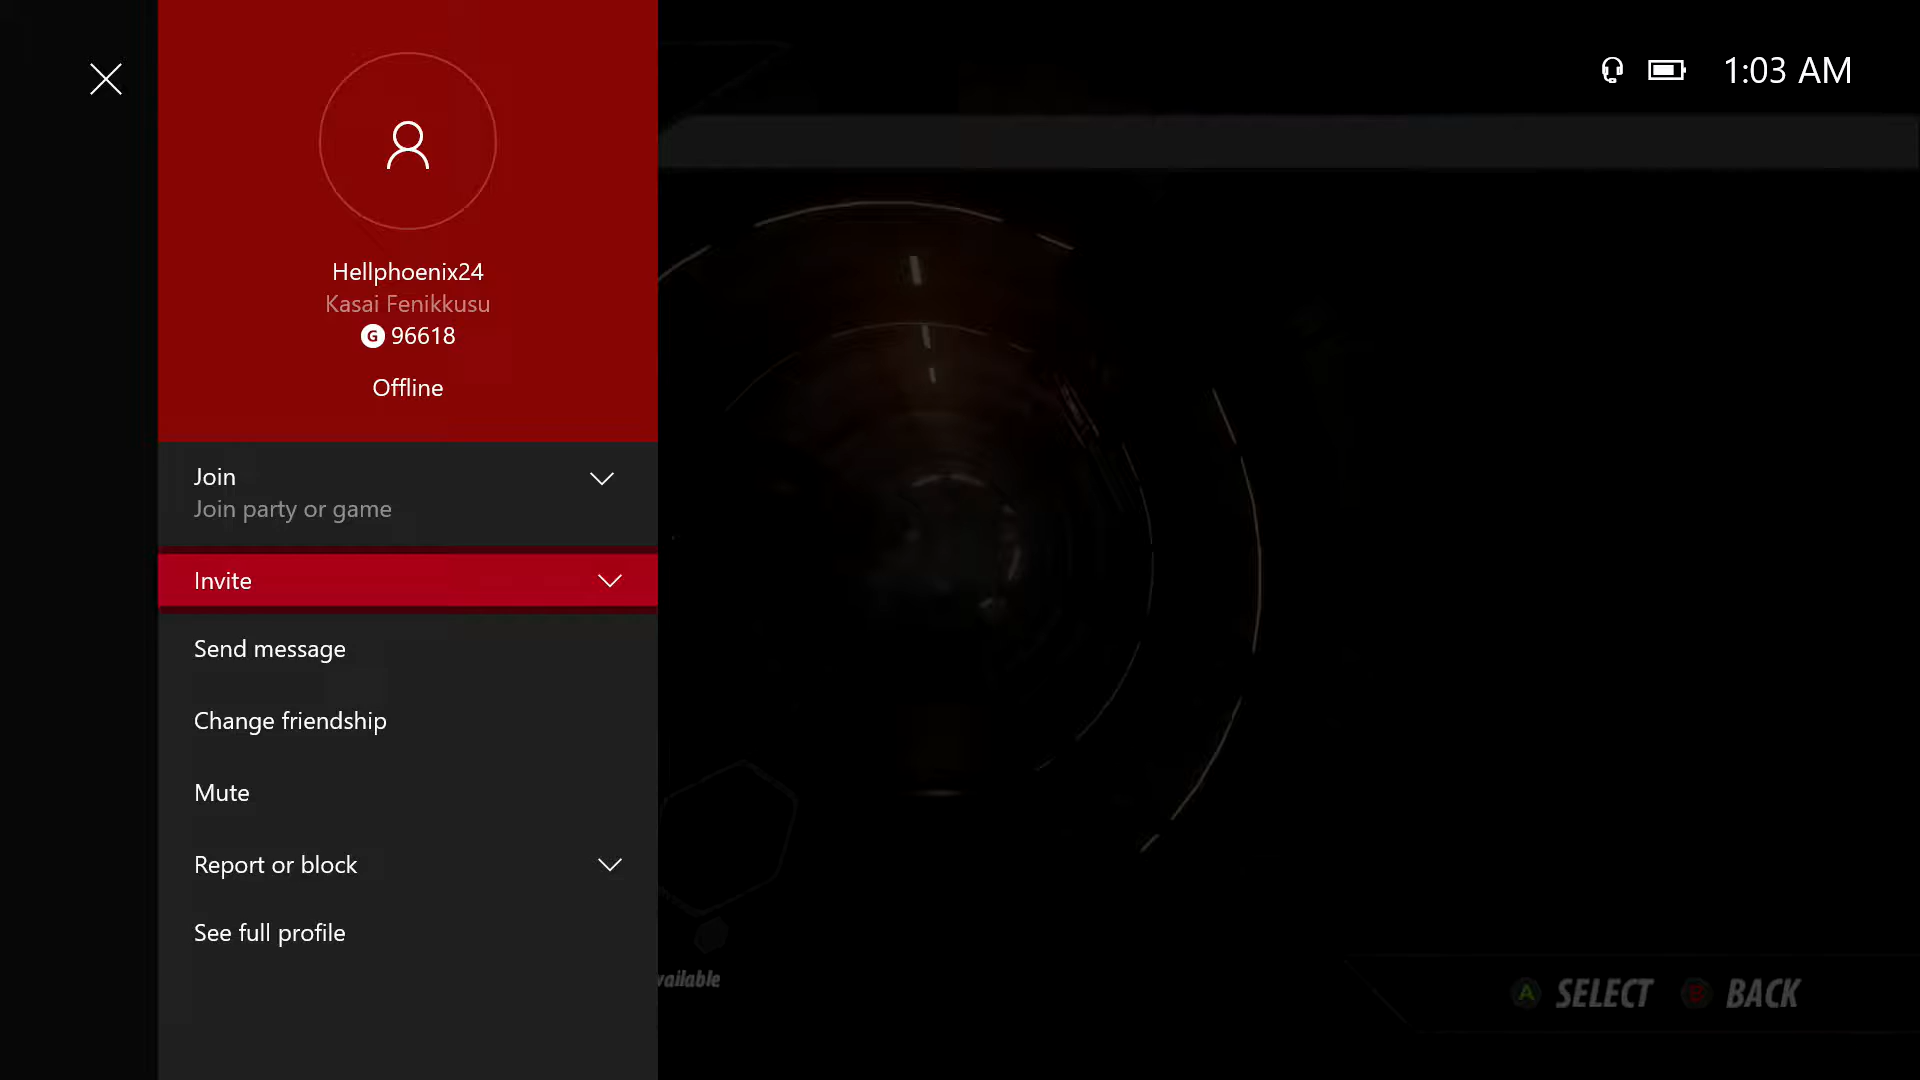 1:03 AM
Hellphoenix24
Kasai Fenikkusu
G 96618
Offline
Join
Join party or game
Invite
Send message
Change friendship
Mute
Report or block
See full profile
vailable
A SELECT B BACK